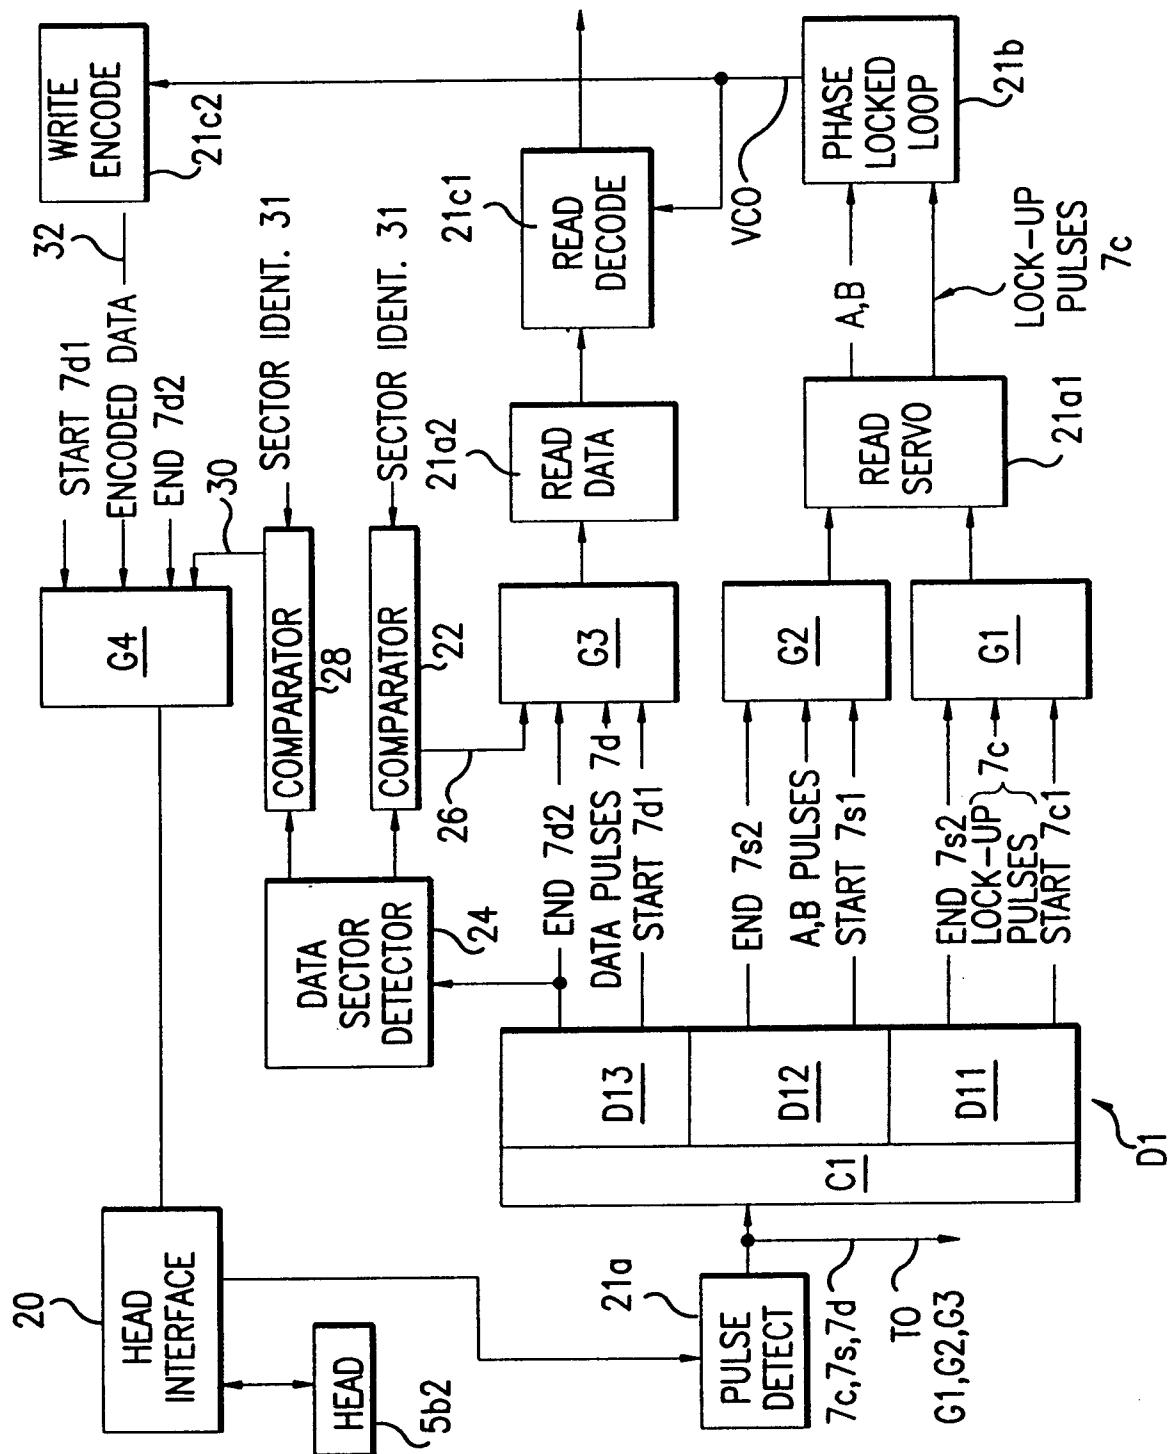 20
HEAD
INTERFACE
HEAD
5b2
G4
START 7d1
ENCODED DATA
END 7d2
30
32
WRITE
ENCODE
21c2
DATA
SECTOR
DETECTOR
24
COMPARATOR
28
SECTOR IDENT. 31
COMPARATOR
22
SECTOR IDENT. 31
26
21a
PULSE
DETECT
7c,7s,7d
TO
G1,G2,G3
C1
D13
D12
D11
D1
END 7d2
DATA PULSES 7d
START 7d1
G3
21a2
READ
DATA
21c1
READ
DECODE
END 7s2
A,B PULSES
START 7s1
G2
END 7s2
LOCK-UP
PULSES
7c
START 7c1
G1
READ
SERVO
21a1
A,B
LOCK-UP
PULSES
7c
VCO
PHASE
LOCKED
LOOP
21b